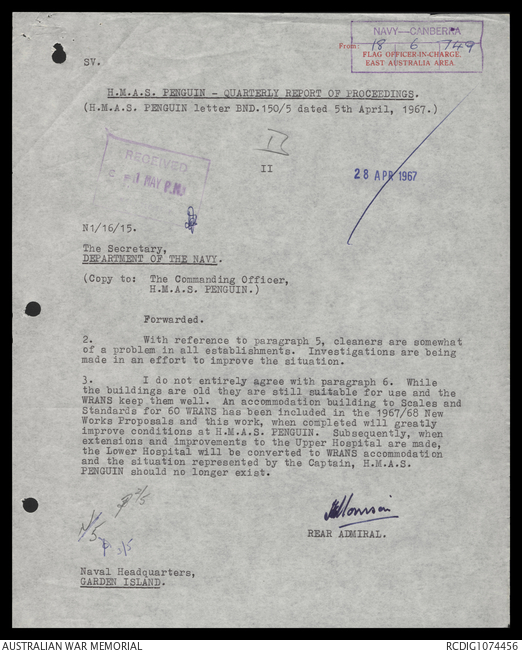 NAVY—CANBERRA
From: 18 6 749
FLAG OFFICER-IN-CHARGE,
EAST AUSTRALIA AREA.
SV.
H.M.A.S. PENGUIN - QUARTERLY REPORT OF PROCEEDINGS.
(H.M.A.S. PENGUIN letter BND.150/5 dated 5th April, 1967.)
II
RECEIVED
MAY P.M.
28 APR 1967
N1/16/15.
The Secretary,
DEPARTMENT OF THE NAVY.
(Copy to: The Commanding Officer,
H.M.A.S. PENGUIN.)
Forwarded.
2. With reference to paragraph 5, cleaners are somewhat
of a problem in all establishments. Investigations are being
made in an effort to improve the situation.
3. I do not entirely agree with paragraph 6. While
the buildings are old they are still suitable for use and the
WRANS keep them well. An accommodation building to Scales and
Standards for 60 WRANS has been included in the 1967/68 New
Works Proposals and this work, when completed will greatly
improve conditions at H.M.A.S. PENGUIN. Subsequently, when
extensions and improvements to the Upper Hospital are made,
the Lower Hospital will be converted to WRANS accommodation
and the situation represented by the Captain, H.M.A.S.
PENGUIN should no longer exist.
REAR ADMIRAL.
Naval Headquarters,
GARDEN ISLAND.
AUSTRALIAN WAR MEMORIAL
RCDIG1074456